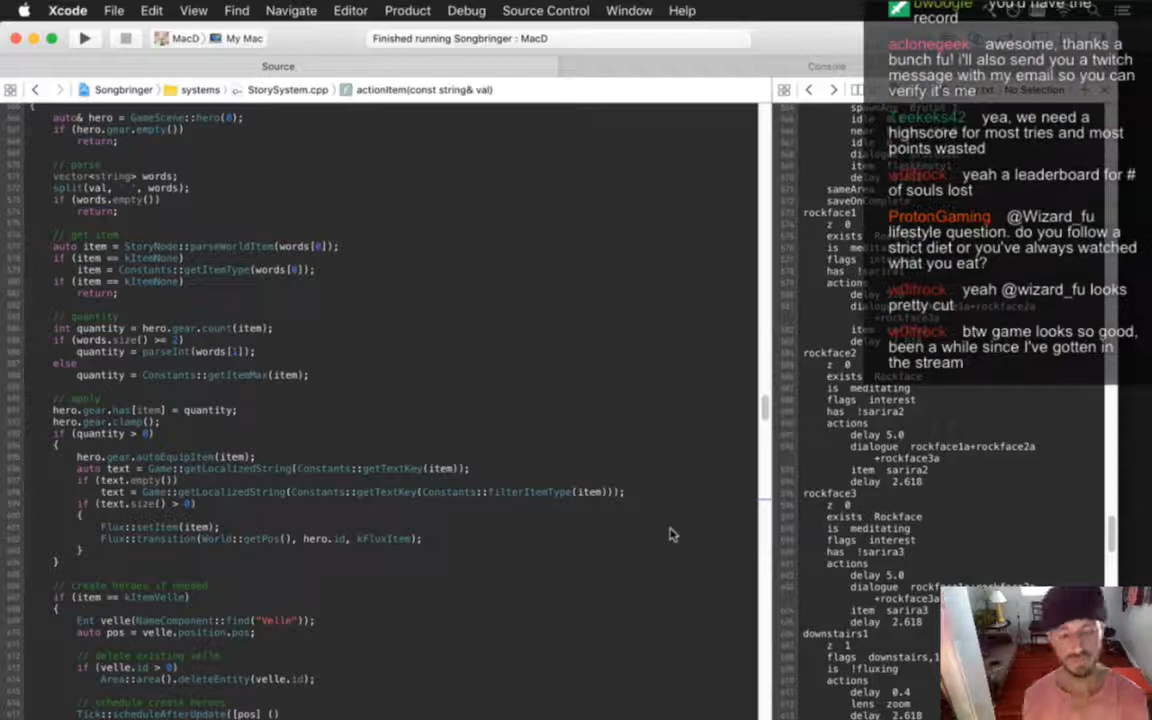 Xcode File Edit View Find Navigate Editor Product Debug Source Control Window Help
MacD My Mac
Finished running Songbringer : MacD
Source
Console
Songbringer systems StorySystem.cpp actionItem(const string& val)
No Selection
{
auto& hero = GameScene::hero(0);
if (hero.gear.empty())
return;
// parse
vector<string> words;
split(val, ' ', words);
if (words.empty())
return;
// get item
auto item = StoryNode::parseWorldItem(words[0]);
if (item == kItemNone)
item = Constants::getItemType(words[0]);
if (item == kItemNone)
return;
// quantity
int quantity = hero.gear.count(item);
if (words.size() >= 2)
quantity = parseInt(words[1]);
else
quantity = Constants::getItemMax(item);
// apply
hero.gear.has[item] = quantity;
hero.gear.clamp();
if (quantity > 0)
{
hero.gear.autoEquipItem(item);
auto text = Game::getLocalizedString(Constants::getTextKey(item));
if (text.empty())
text = Game::getLocalizedString(Constants::getTextKey(Constants::filterItemType(item)));
if (text.size() > 0)
{
Flux::setItem(item);
Flux::transition(World::getPos(), hero.id, kFluxItem);
}
}
// create heroes if needed
if (item == kItemVelle)
{
Ent velle(NameComponent::find("Velle"));
auto pos = velle.position.pos;
// delete existing velle
if (velle.id > 0)
Area::area().deleteEntity(velle.id);
// schedule create heroes
Tick::scheduleAfterUpdate([pos] ()
idle
near
idle
item flaskEmpty1
delay
sameArea
saveOnComplete
rockface1
z 0
exists
is
flags
has !sarira1
actions
item
rockface2
z 0
exists Rockface
is meditating
flags interest
has !sarira2
actions
delay 5.0
dialogue rockface1a+rockface2a
+rockface3a
item sarira2
delay 2.618
rockface3
z 0
exists Rockface
is meditating
flags interest
has !sarira3
actions
delay 5.0
item sarira3
delay 2.618
downstairs1
z 1
flags downstairs,1
is !fluxing
actions
delay 0.4
lens zoom
delay 2.618
bwoogie you'd have the
record
aclonegeek awesome, thanks a
bunch fu! i'll also send you a twitch
message with my email so you can
verify it's me
Teekeks42 yea, we need a
highscore for most tries and most
points wasted
yeah a leaderboard for #
of souls lost
ProtonGaming @Wizard_fu
lifestyle question. do you follow a
strict diet or you've always watched
what you eat?
yeah @wizard_fu looks
pretty cut
btw game looks so good,
been a while since I've gotten in
the stream